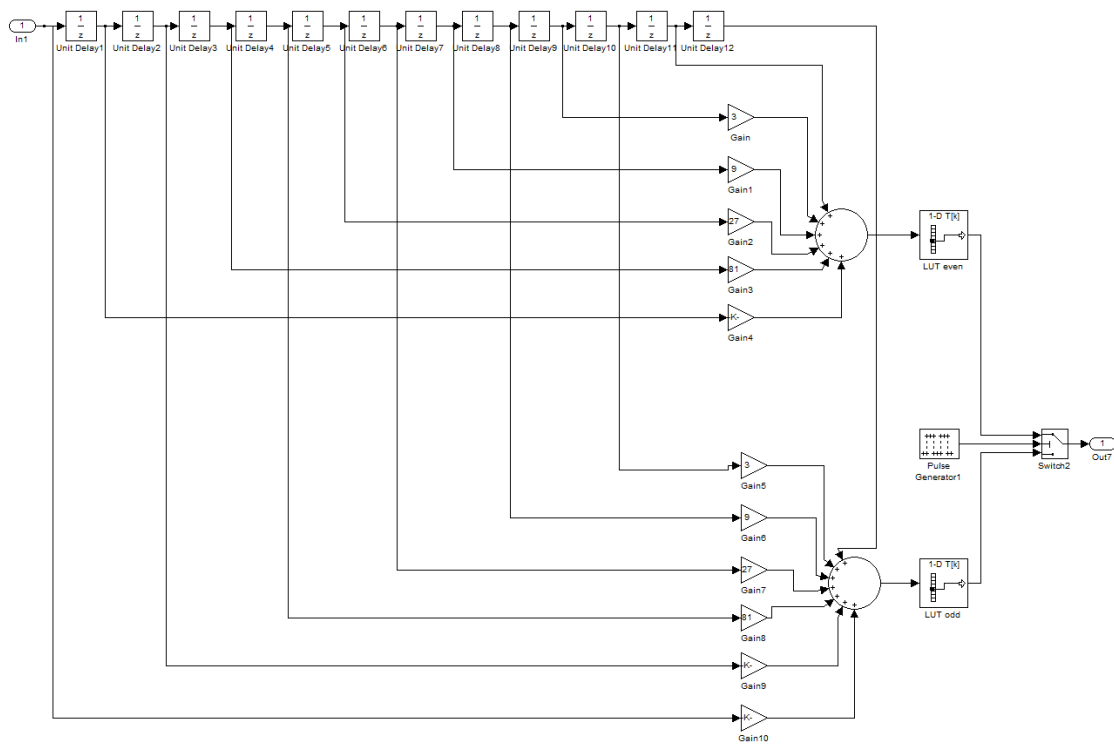 1
In1
1
z
Unit Delay1
1
z
Unit Delay2
1
z
Unit Delay3
1
z
Unit Delay4
1
z
Unit Delay5
1
z
Unit Delay6
1
z
Unit Delay7
1
z
Unit Delay8
1
z
Unit Delay9
1
z
Unit Delay10
1
z
Unit Delay11
1
z
Unit Delay12
3
Gain
9
Gain1
27
Gain2
81
Gain3
-K-
Gain4
+
+
+
+
+
+
1-D T[k]
LUT even
Pulse
Generator1
Switch2
1
Out7
3
Gain5
9
Gain6
27
Gain7
81
Gain8
-K-
Gain9
-K-
Gain10
+
+
+
+
+
+
+
1-D T[k]
LUT odd